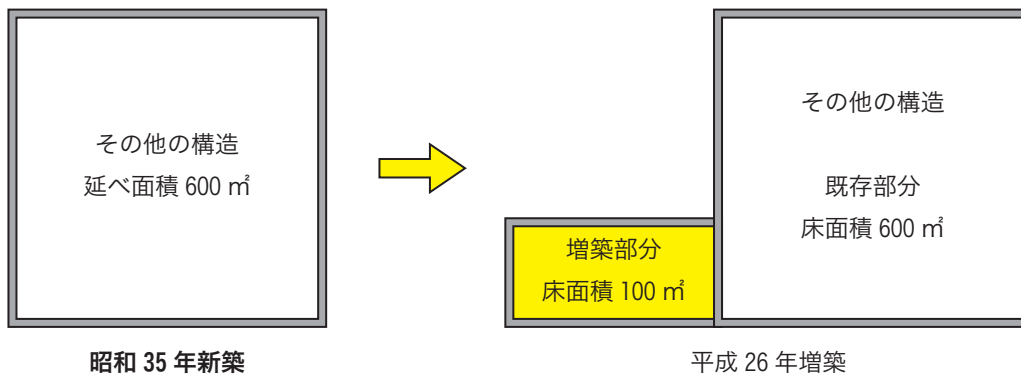 その他の構造
延べ面積 600 ㎡
昭和 35 年新築
その他の構造
既存部分
床面積 600 ㎡
増築部分
床面積 100 ㎡
平成 26 年増築